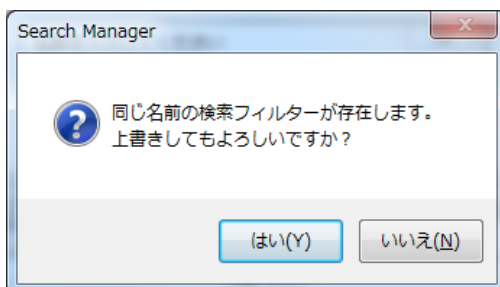 Search Manager
同じ名前の検索フィルターが存在します。
上書きしてもよろしいですか？
はい(Y)
いいえ(N)